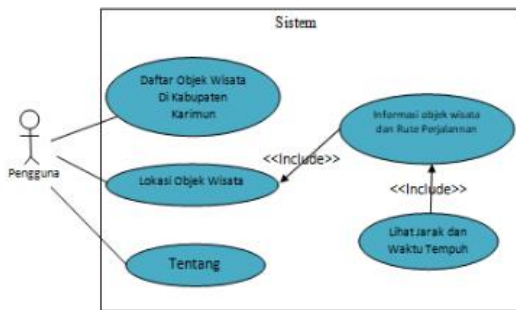 Sistem
Daftar Objek Wisata
Di Kabupaten
Karimun
Informasi objek wisata
dan Rute Perjalannan
<<Include>>
Pengguna
Lokasi Objek Wisata
<<Include>>
Lihat Jarak dan
Waktu Tempuh
Tentang